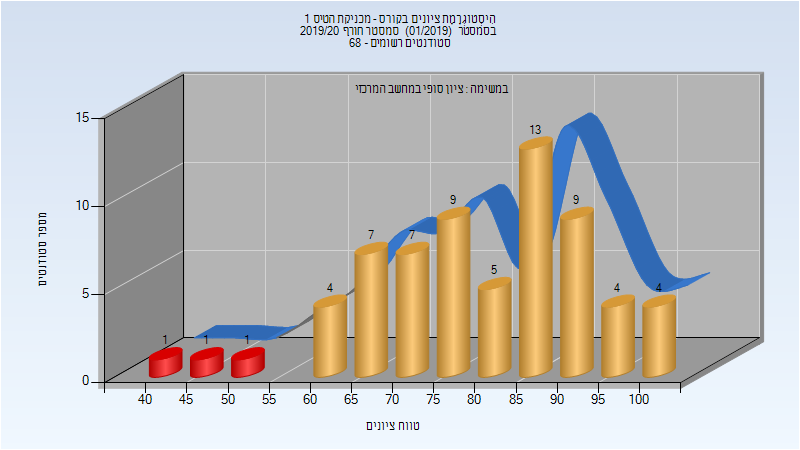 היסטוגרמת ציונים בקורס - מכניקת הטיס 1
בסמסטר (01/2019) סמסטר חורף 2019/20
סטודנטים רשומים - 68
במשימה : ציון סופי במחשב המרכזי
מספר סטודנטים
15
10
5
0
1
1
1
4
7
7
9
5
13
9
4
4
40 45 50 55 60 65 70 75 80 85 90 95 100
טווח ציונים